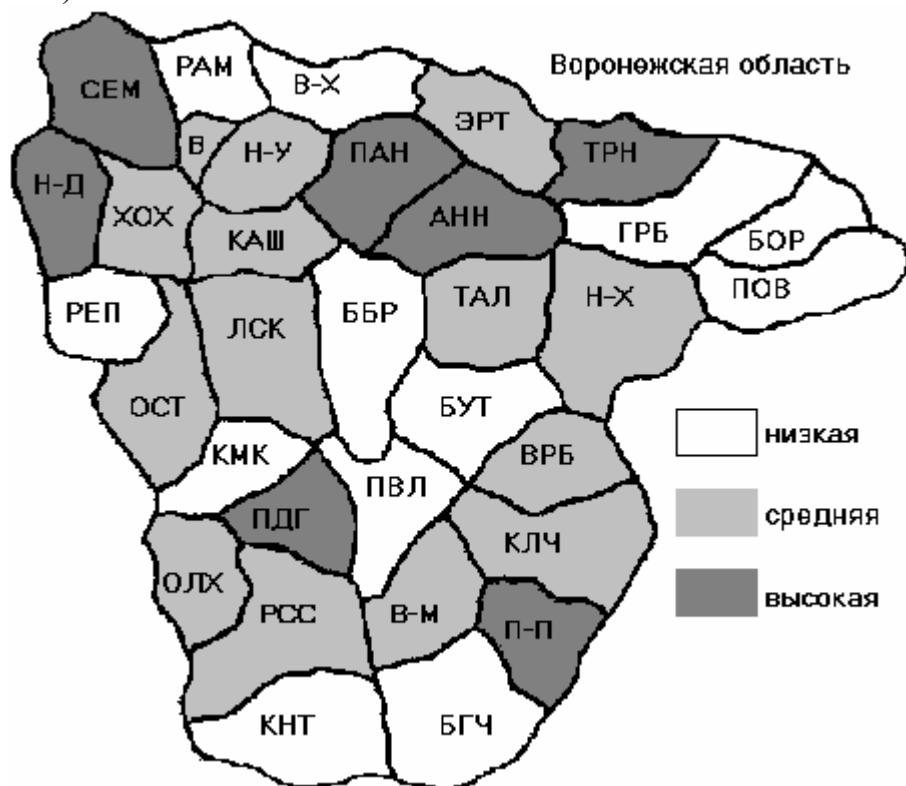 СЕМ
РАМ
В-Х
Воронежская область
ЭРТ
В
Н-У
ПАН
ТРН
Н-Д
ХОХ
КАШ
АНН
ГРБ
БОР
РЕП
ЛСК
ББР
ТАЛ
Н-Х
ПОВ
ОСТ
БУТ
низкая
КМК
ПВЛ
ВРБ
средняя
ПДГ
КЛЧ
ОЛХ
РСС
В-М
П-П
высокая
КНТ
БГЧ